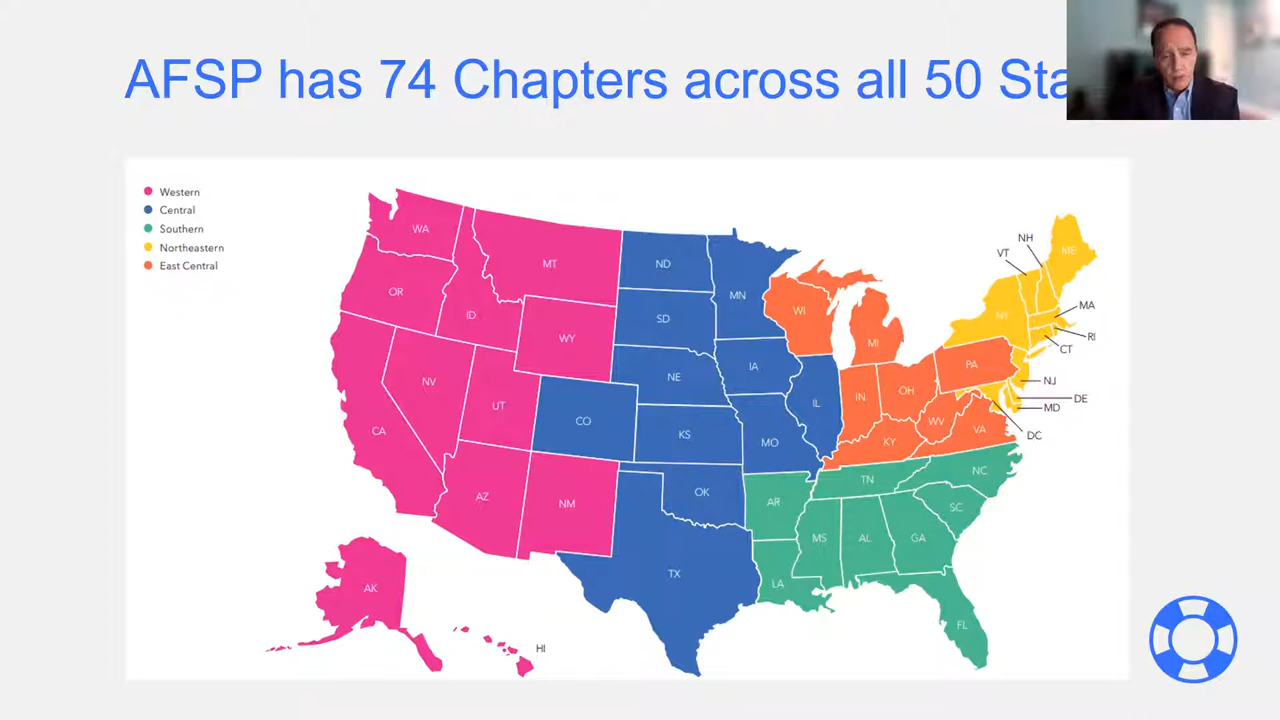 AFSP has 74 Chapters across all 50 Sta
Western
Central
Southern
Northeastern
East Central
WA
MT
ND
MN
OR
ID
WY
SD
WI
MI
NY
VT
NH
ME
MA
RI
CT
NV
UT
CO
NE
IA
IL
IN
OH
PA
NJ
DE
MD
DC
CA
AZ
NM
KS
MO
KY
WV
VA
OK
AR
TN
NC
SC
TX
LA
MS
AL
GA
FL
AK
HI